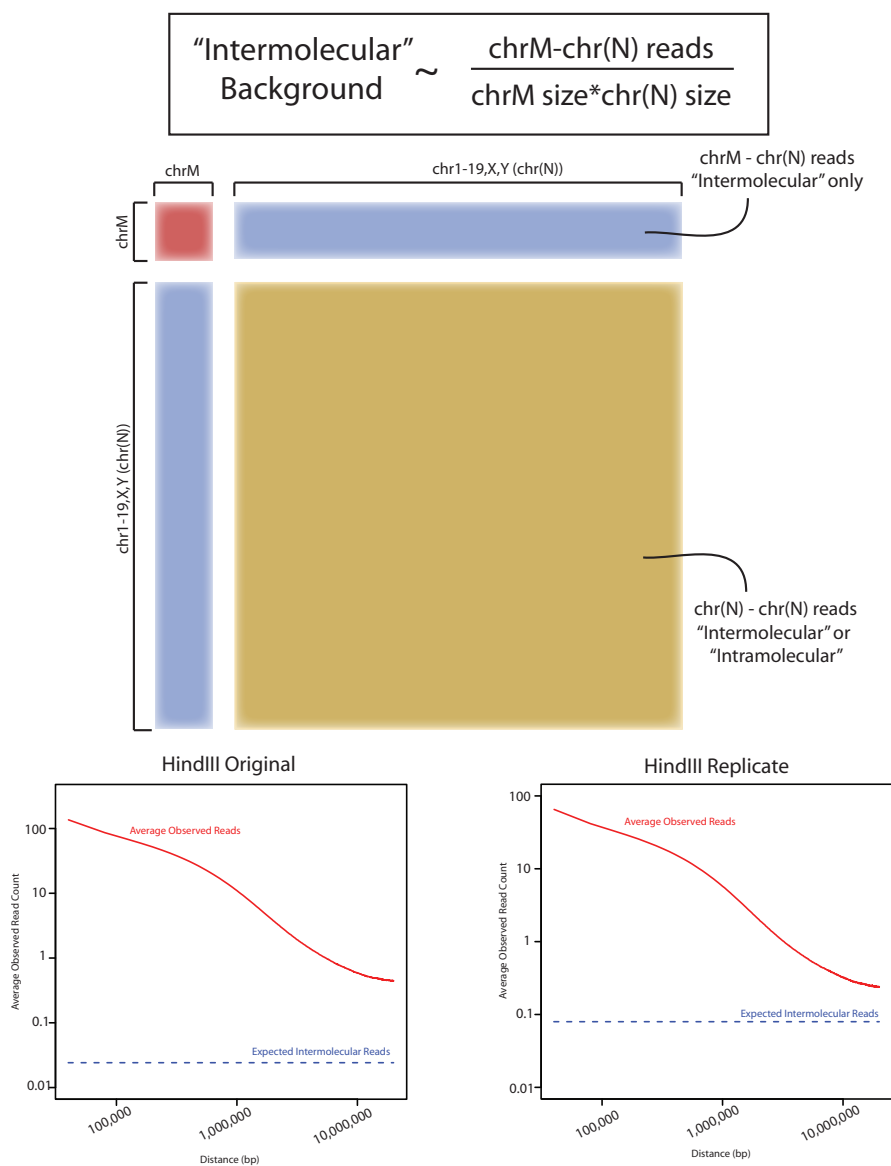 “Intermolecular”
Background
~
chrM-chr(N) reads
chrM size*chr(N) size
chrM
chr1-19,X,Y (chr(N))
chrM - chr(N) reads
“Intermolecular” only
chrM
chr1-19,X,Y (chr(N))
chr(N) - chr(N) reads
“Intermolecular” or
“Intramolecular”
HindIII Original
Average Observed Read Count
100
10
1
0.1
0.01
Average Observed Reads
Expected Intermolecular Reads
100,000
1,000,000
10,000,000
Distance (bp)
HindIII Replicate
Average Observed Read Count
100
10
1
0.1
0.01
Average Observed Reads
Expected Intermolecular Reads
100,000
1,000,000
10,000,000
Distance (bp)